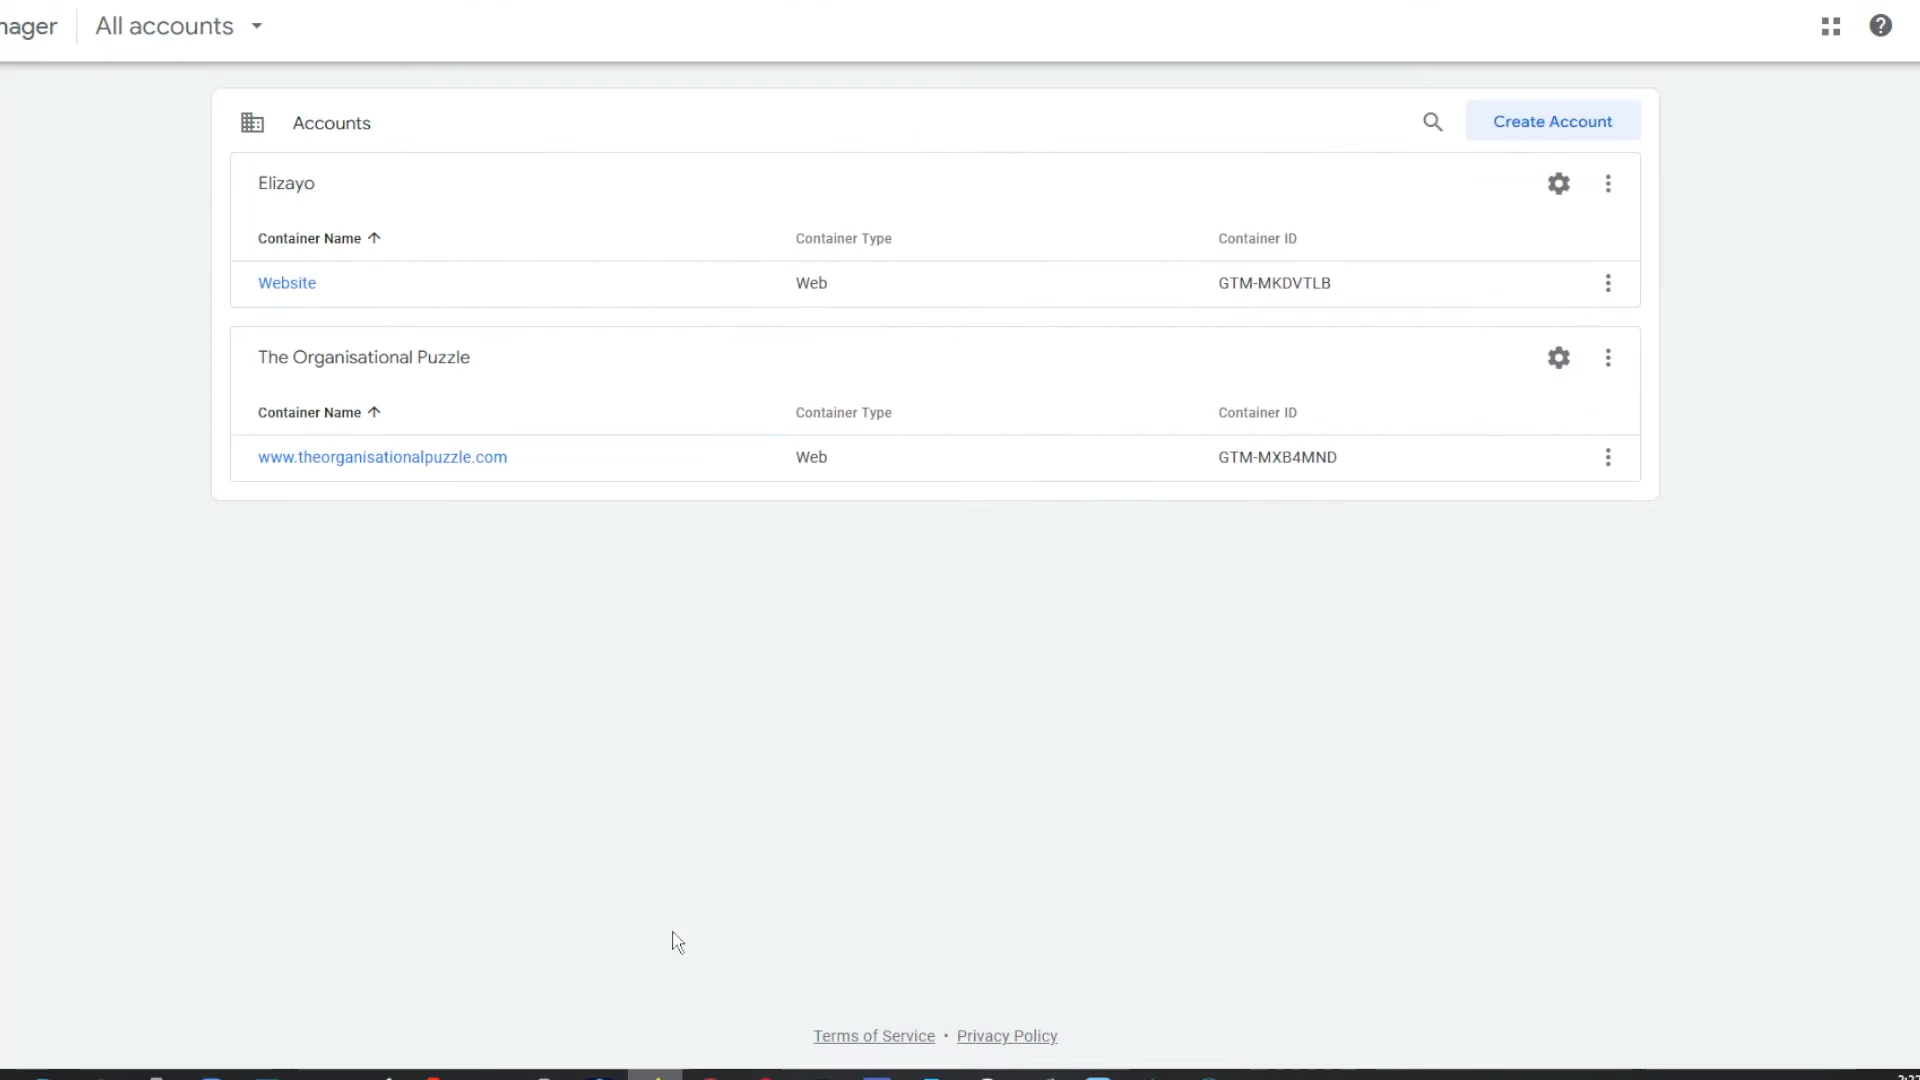 All accounts
Accounts
Create Account
Elizayo
Container Name Container Type Container ID
Website Web GTM-MKDVTLB
The Organisational Puzzle
Container Name Container Type Container ID
www.theorganisationalpuzzle.com Web GTM-MXB4MND
Terms of Service • Privacy Policy